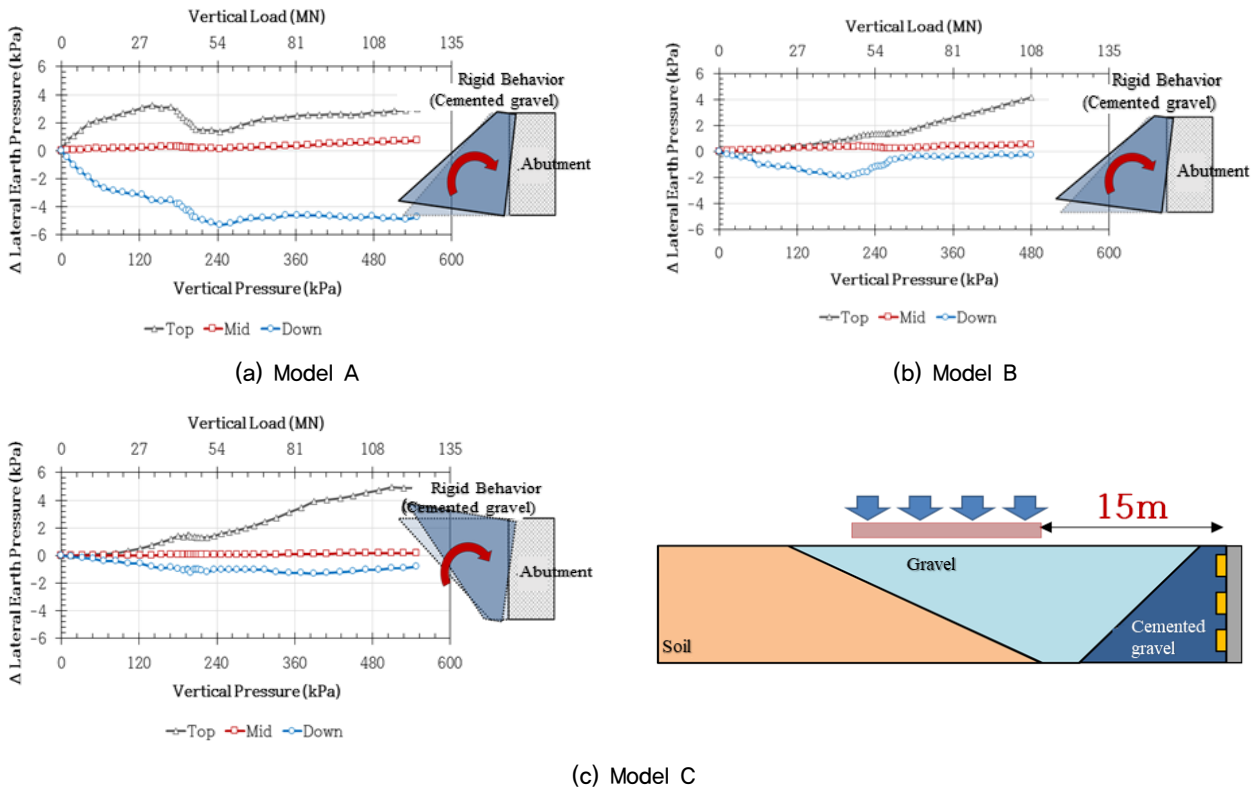 Vertical Load (MN)
0 27 54 81 108 135
Δ Lateral Earth Pressure (kPa)
6
4
2
0
-2
-4
-6
Rigid Behavior
(Cemented gravel)
Abutment
0 120 240 360 480 600
Vertical Pressure (kPa)
Top Mid Down
(a) Model A
Vertical Load (MN)
0 27 54 81 108 135
Δ Lateral Earth Pressure (kPa)
6
4
2
0
-2
-4
-6
Rigid Behavior
(Cemented gravel)
Abutment
0 120 240 360 480 600
Vertical Pressure (kPa)
Top Mid Down
(b) Model B
Vertical Load (MN)
0 27 54 81 108 135
Δ Lateral Earth Pressure (kPa)
6
4
2
0
-2
-4
-6
Rigid Behavior
(Cemented gravel)
Abutment
0 120 240 360 480 600
Vertical Pressure (kPa)
Top Mid Down
15m
Gravel
Cemented
gravel
Soil
(c) Model C